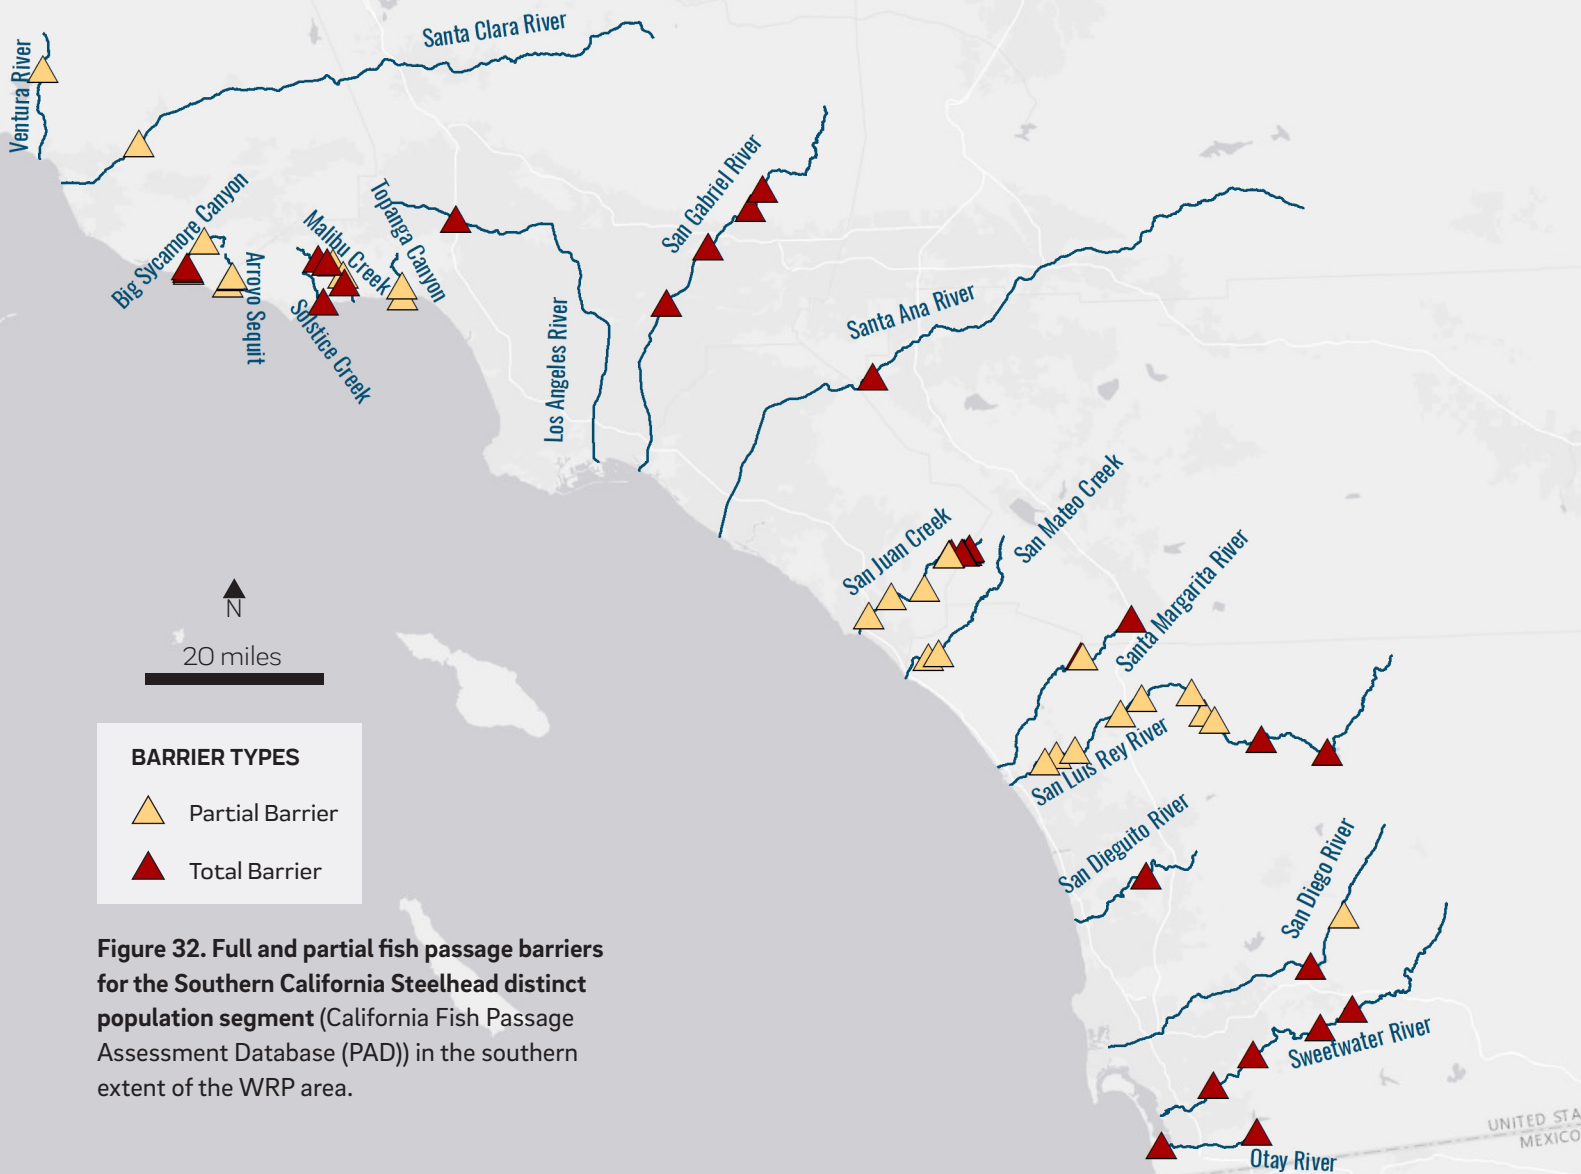 Santa Clara River
Ventura River
San Gabriel River
Big Sycamore Canyon
Topanga Canyon
Malibu Creek
Arroyo Sequit
Solstice Creek
Los Angeles River
Santa Ana River
San Mateo Creek
San Juan Creek
Santa Margarita River
N
20 miles
San Luis Rey River
BARRIER TYPES
Partial Barrier
Total Barrier
San Dieguito River
San Diego River
Figure 32. Full and partial fish passage barriers
for the Southern California Steelhead distinct
population segment (California Fish Passage
Assessment Database (PAD)) in the southern
extent of the WRP area.
Sweetwater River
UNITED STA
MEXICO
Otay River